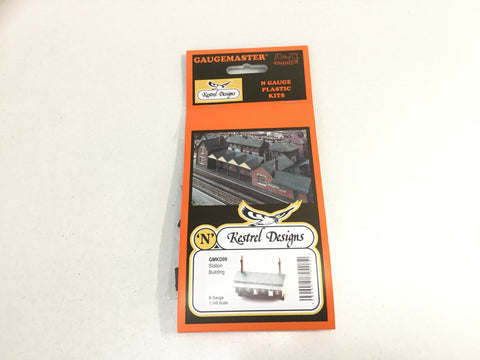 GAUGEMASTER®
Kestrel Designs
N GAUGE
PLASTIC
KITS
'N'
Kestrel Designs
GMKD09
Station
Building
N Gauge
1:148 Scale